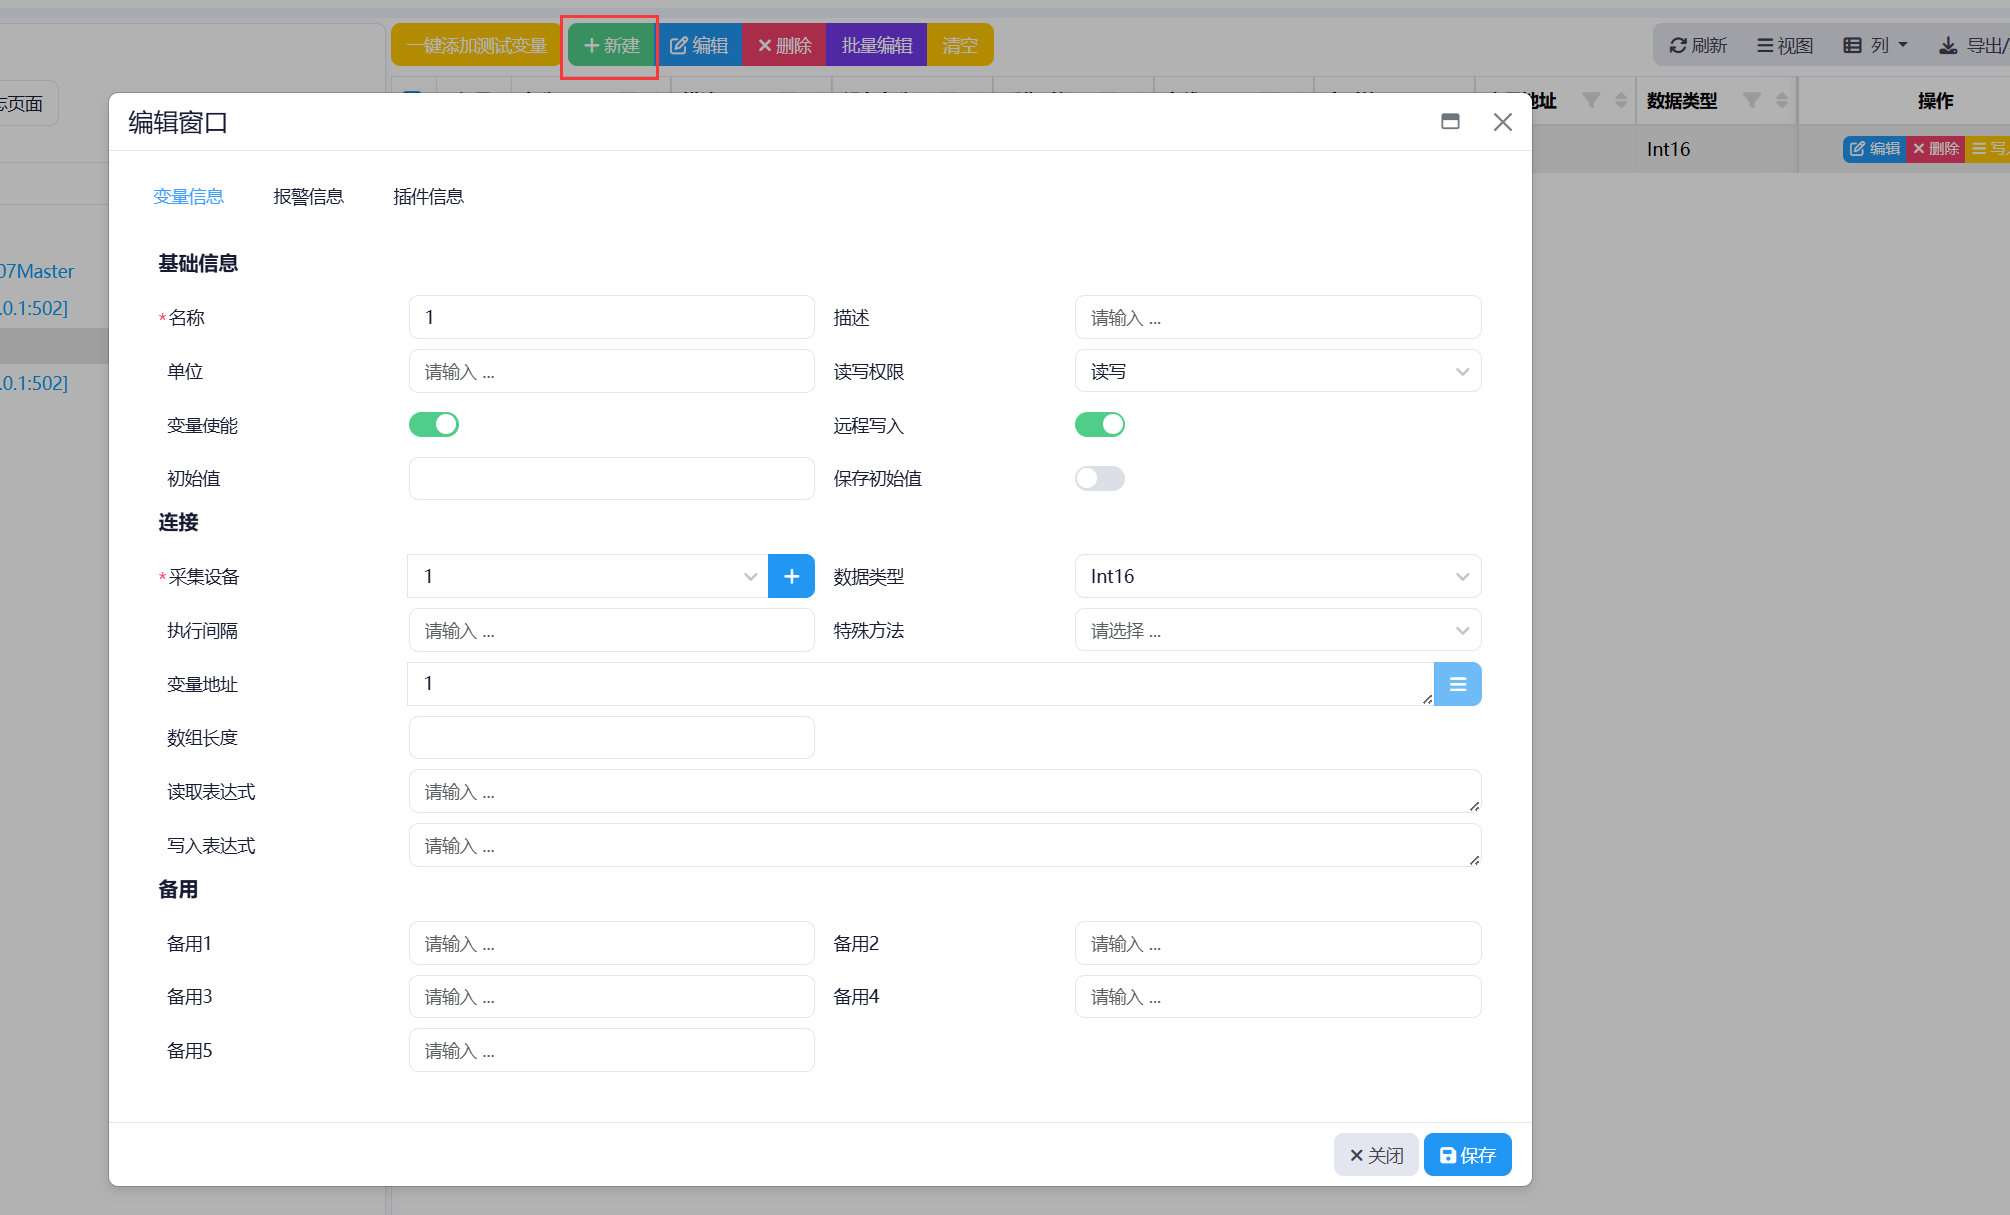 一键添加测试变量 新建 编辑 删除 批量编辑 清空 刷新 视图 列 导出/
页面
地址 数据类型 操作
Int16 编辑 删除 写
07Master
.0.1:502]
.0.1:502]
编辑窗口
变量信息 报警信息 插件信息
基础信息
*名称 1 描述 请输入 ...
单位 请输入 ... 读写权限 读写
变量使能 远程写入
初始值 保存初始值
连接
*采集设备 1 数据类型 Int16
执行间隔 请输入 ... 特殊方法 请选择 ...
变量地址 1
数组长度
读取表达式 请输入 ...
写入表达式 请输入 ...
备用
备用1 请输入 ... 备用2 请输入 ...
备用3 请输入 ... 备用4 请输入 ...
备用5 请输入 ...
关闭 保存